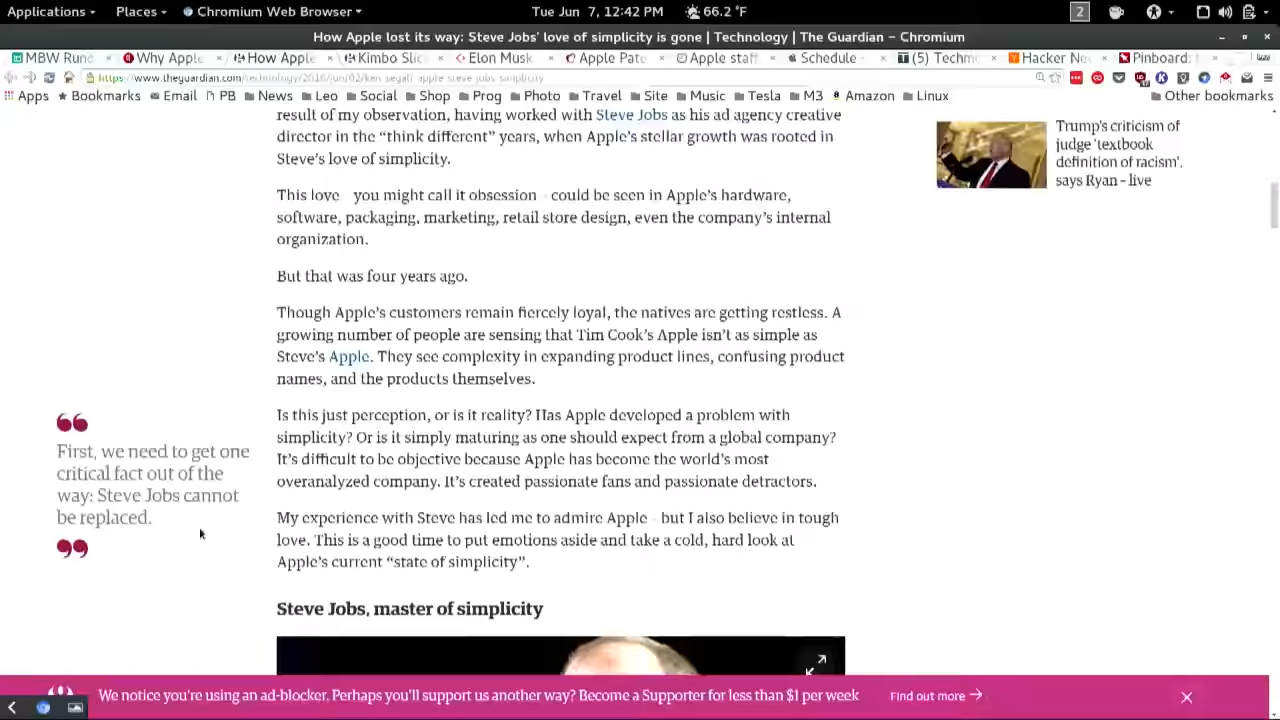 Applications Places Chromium Web Browser Tue Jun 7, 12:42 PM 66.2 °F 2
How Apple lost its way: Steve Jobs' love of simplicity is gone | Technology | The Guardian - Chromium
MBW Rund Why Apple How Apple Kimbo Slic Elon Musk Apple Pate Apple staff Schedule - (5) Techm Hacker Ne Pinboard:
https://www.theguardian.com/technology/2016/jun/02/ken-segall-apple-steve-jobs-simplicity
Apps Bookmarks Email PB News Leo Social Shop Prog Photo Travel Site Music Tesla M3 Amazon Linux Other bookmarks
result of my observation, having worked with Steve Jobs as his ad agency creative
director in the “think different” years, when Apple’s stellar growth was rooted in
Steve’s love of simplicity.
This love – you might call it obsession – could be seen in Apple’s hardware,
software, packaging, marketing, retail store design, even the company’s internal
organization.
But that was four years ago.
Though Apple’s customers remain fiercely loyal, the natives are getting restless. A
growing number of people are sensing that Tim Cook’s Apple isn’t as simple as
Steve’s Apple. They see complexity in expanding product lines, confusing product
names, and the products themselves.
Is this just perception, or is it reality? Has Apple developed a problem with
simplicity? Or is it simply maturing as one should expect from a global company?
It’s difficult to be objective because Apple has become the world’s most
overanalyzed company. It’s created passionate fans and passionate detractors.
My experience with Steve has led me to admire Apple – but I also believe in tough
love. This is a good time to put emotions aside and take a cold, hard look at
Apple’s current “state of simplicity”.
Steve Jobs, master of simplicity
“
First, we need to get one
critical fact out of the
way: Steve Jobs cannot
be replaced.
”
Trump's criticism of
judge 'textbook
definition of racism',
says Ryan – live
We notice you're using an ad-blocker. Perhaps you'll support us another way? Become a Supporter for less than $1 per week Find out more →